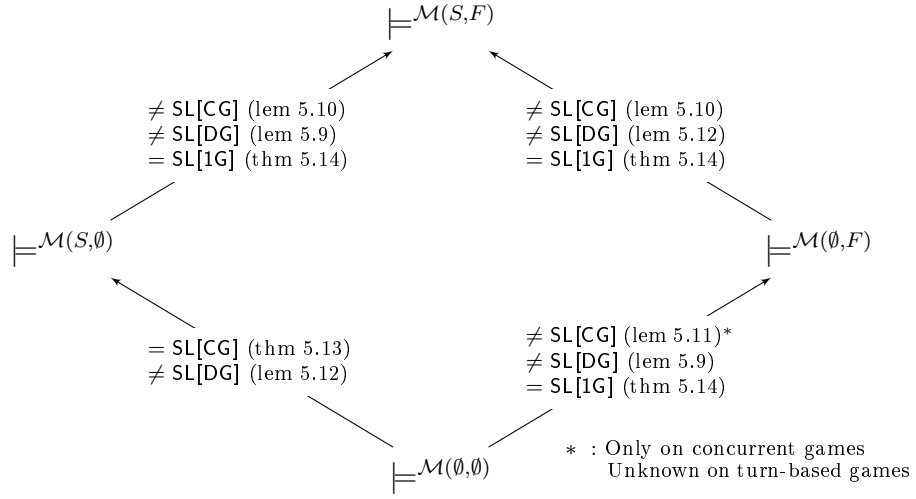 ⊨^M(S,F)
≠ SL[CG] (lem 5.10)
≠ SL[DG] (lem 5.9)
= SL[1G] (thm 5.14)
≠ SL[CG] (lem 5.10)
≠ SL[DG] (lem 5.12)
= SL[1G] (thm 5.14)
⊨^M(S,∅)
⊨^M(∅,F)
= SL[CG] (thm 5.13)
≠ SL[DG] (lem 5.12)
≠ SL[CG] (lem 5.11)*
≠ SL[DG] (lem 5.9)
= SL[1G] (thm 5.14)
⊨^M(∅,∅)
* : Only on concurrent games
Unknown on turn-based games